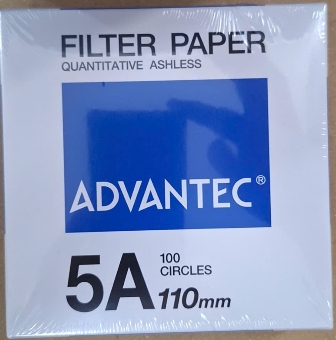 FILTER PAPER
QUANTITATIVE ASHLESS
ADVANTEC®
5A
100
CIRCLES
110mm